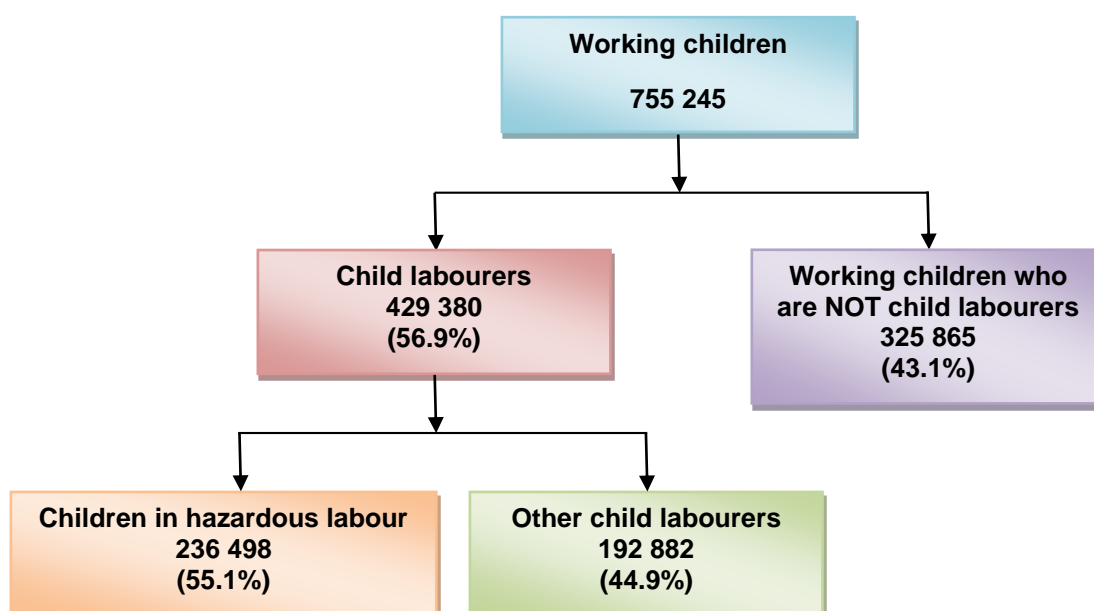 Working children
755 245
Child labourers
429 380
(56.9%)
Working children who
are NOT child labourers
325 865
(43.1%)
Children in hazardous labour
236 498
(55.1%)
Other child labourers
192 882
(44.9%)